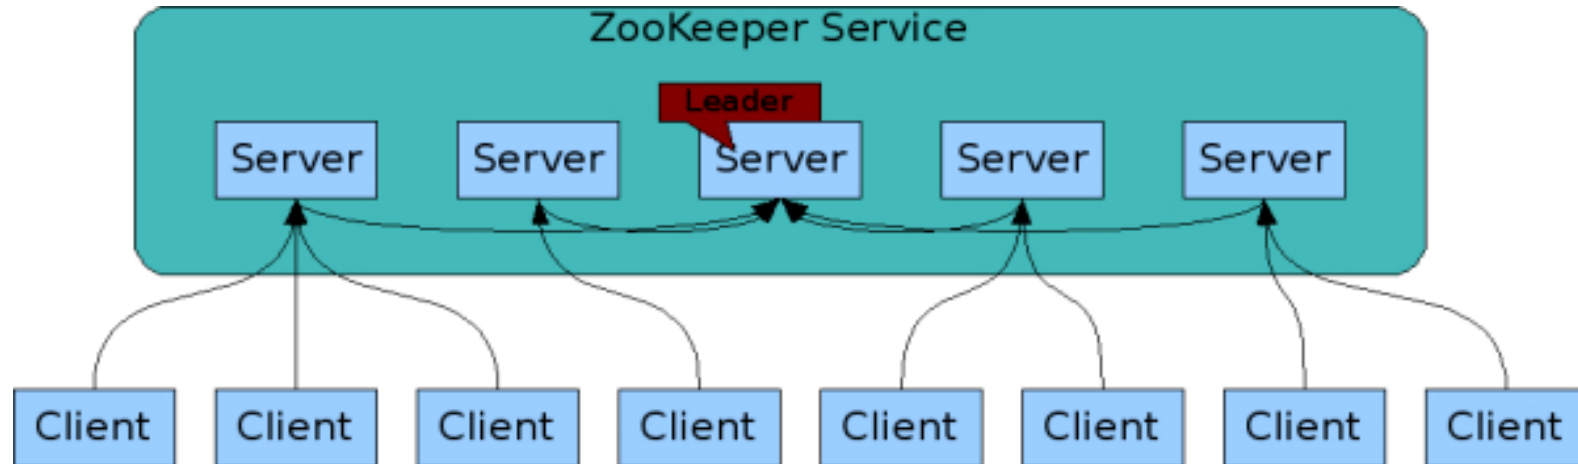 ZooKeeper Service
Leader
Server Server Server Server Server
Client Client Client Client Client Client Client Client